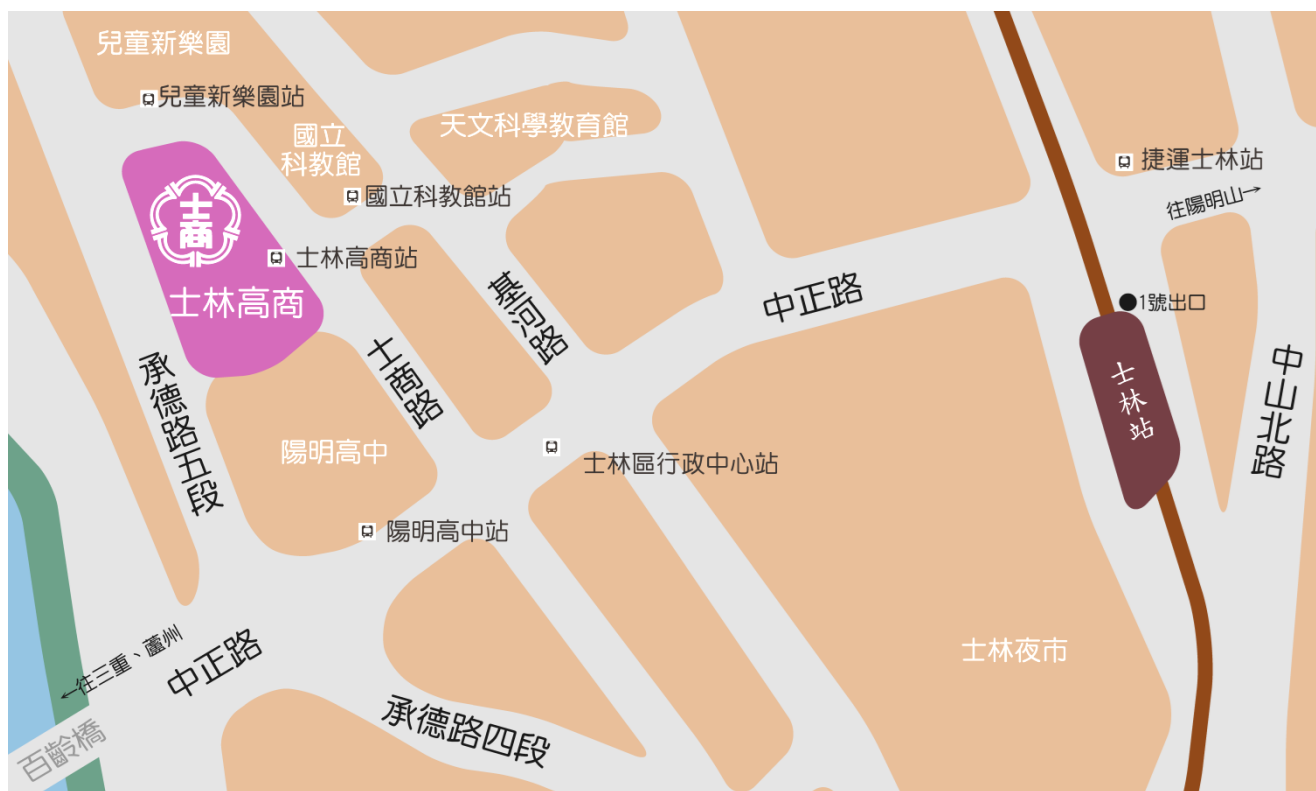 兒童新樂園
兒童新樂園站
國立
科教館
天文科學教育館
捷運士林站
國立科教館站
往陽明山→
士商
士林高商站
士林高商
基河路
中正路
1號出口
士林站
中山北路
承德路五段
士商路
陽明高中
士林區行政中心站
陽明高中站
←往三重、蘆州
中正路
士林夜市
承德路四段
百齡橋